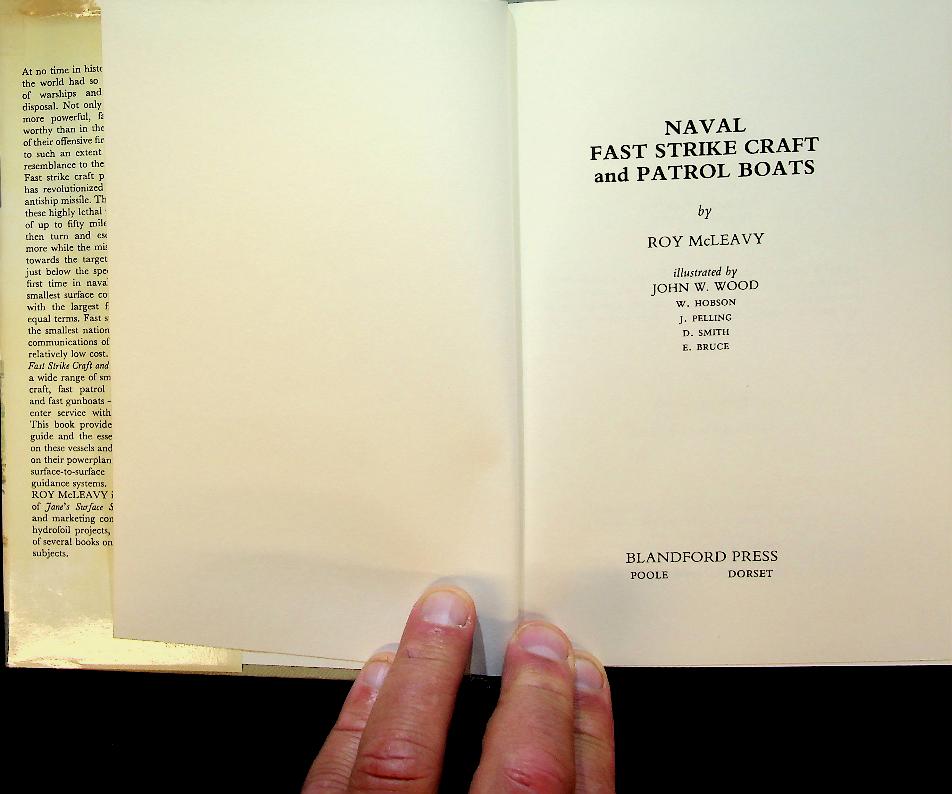 At no time in hist
the world had so
of warships and
disposal. Not only
more powerful, fa
worthy than in the
of their offensive fir
to such an extent
resemblance to the
Fast strike craft p
has revolutionized
antiship missile. Th
these highly lethal
of up to fifty mile
then turn and esc
more while the mis
towards the target
just below the spe
first time in nava
smallest surface co
with the largest f
equal terms. Fast s
the smallest nation
communications of
relatively low cost.
Fast Strike Craft and
a wide range of sm
craft, fast patrol
and fast gunboats –
enter service with
This book provide
guide and the esse
on these vessels and
on their powerplan
surface-to-surface
guidance systems.
ROY McLEAVY i
of Jane's Surface S
and marketing con
hydrofoil projects,
of several books on
subjects.
NAVAL
FAST STRIKE CRAFT
and PATROL BOATS
by
ROY McLEAVY
illustrated by
JOHN W. WOOD
W. HOBSON
J. PELLING
D. SMITH
E. BRUCE
BLANDFORD PRESS
POOLE DORSET